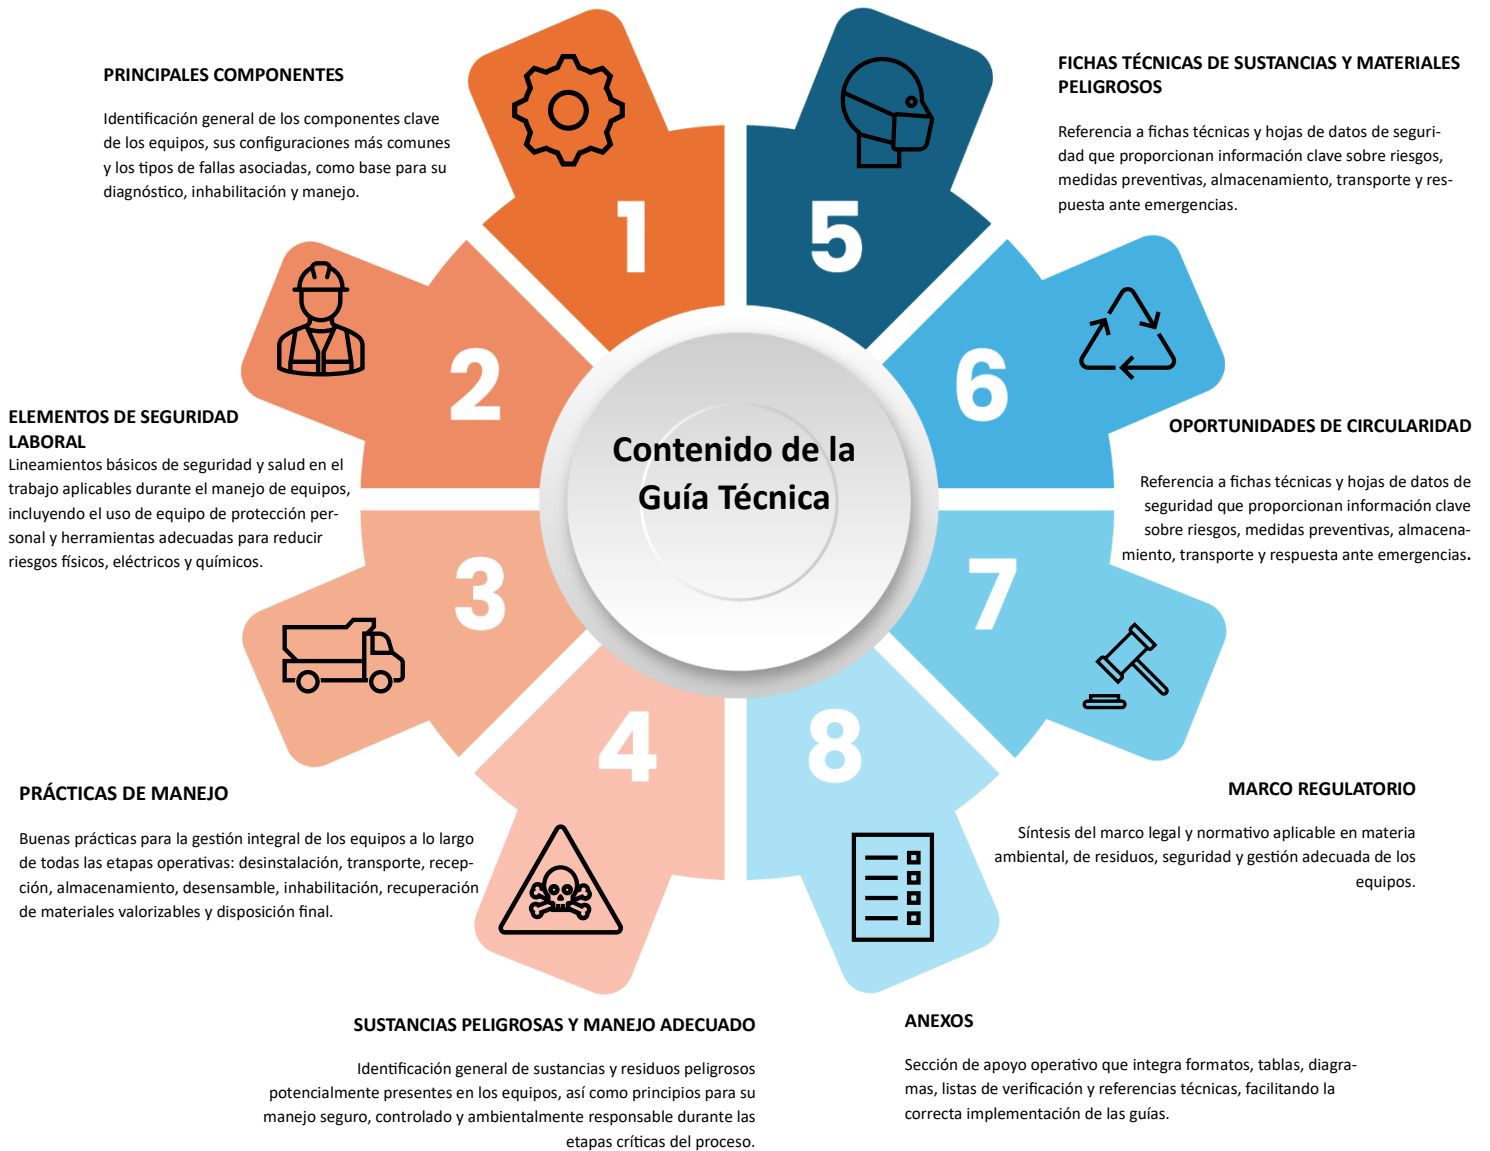 Contenido de la
Guía Técnica
1
PRINCIPALES COMPONENTES
Identificación general de los componentes clave
de los equipos, sus configuraciones más comunes
y los tipos de fallas asociadas, como base para su
diagnóstico, inhabilitación y manejo.
2
ELEMENTOS DE SEGURIDAD
LABORAL
Lineamientos básicos de seguridad y salud en el
trabajo aplicables durante el manejo de equipos,
incluyendo el uso de equipo de protección per-
sonal y herramientas adecuadas para reducir
riesgos físicos, eléctricos y químicos.
3
PRÁCTICAS DE MANEJO
Buenas prácticas para la gestión integral de los equipos a lo largo
de todas las etapas operativas: desinstalación, transporte, recep-
ción, almacenamiento, desensamble, inhabilitación, recuperación
de materiales valorizables y disposición final.
4
SUSTANCIAS PELIGROSAS Y MANEJO ADECUADO
Identificación general de sustancias y residuos peligrosos
potencialmente presentes en los equipos, así como principios para su
manejo seguro, controlado y ambientalmente responsable durante las
etapas críticas del proceso.
5
FICHAS TÉCNICAS DE SUSTANCIAS Y MATERIALES
PELIGROSOS
Referencia a fichas técnicas y hojas de datos de seguri-
dad que proporcionan información clave sobre riesgos,
medidas preventivas, almacenamiento, transporte y res-
puesta ante emergencias.
6
OPORTUNIDADES DE CIRCULARIDAD
Referencia a fichas técnicas y hojas de datos de
seguridad que proporcionan información clave
sobre riesgos, medidas preventivas, almacena-
miento, transporte y respuesta ante emergencias.
7
MARCO REGULATORIO
Síntesis del marco legal y normativo aplicable en materia
ambiental, de residuos, seguridad y gestión adecuada de los
equipos.
8
ANEXOS
Sección de apoyo operativo que integra formatos, tablas, diagra-
mas, listas de verificación y referencias técnicas, facilitando la
correcta implementación de las guías.